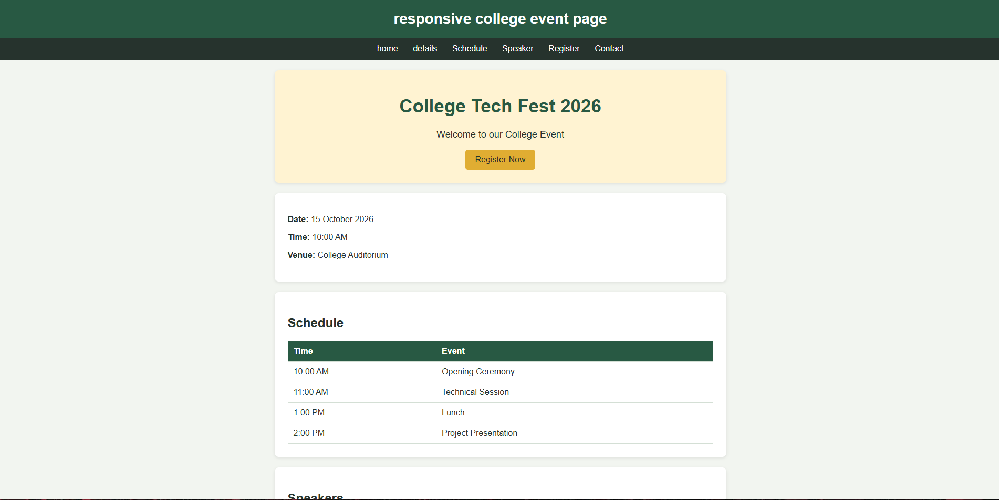 responsive college event page
home details Schedule Speaker Register Contact
College Tech Fest 2026
Welcome to our College Event
Register Now
Date: 15 October 2026
Time: 10:00 AM
Venue: College Auditorium
Schedule
Time Event
10:00 AM Opening Ceremony
11:00 AM Technical Session
1:00 PM Lunch
2:00 PM Project Presentation
Speakers